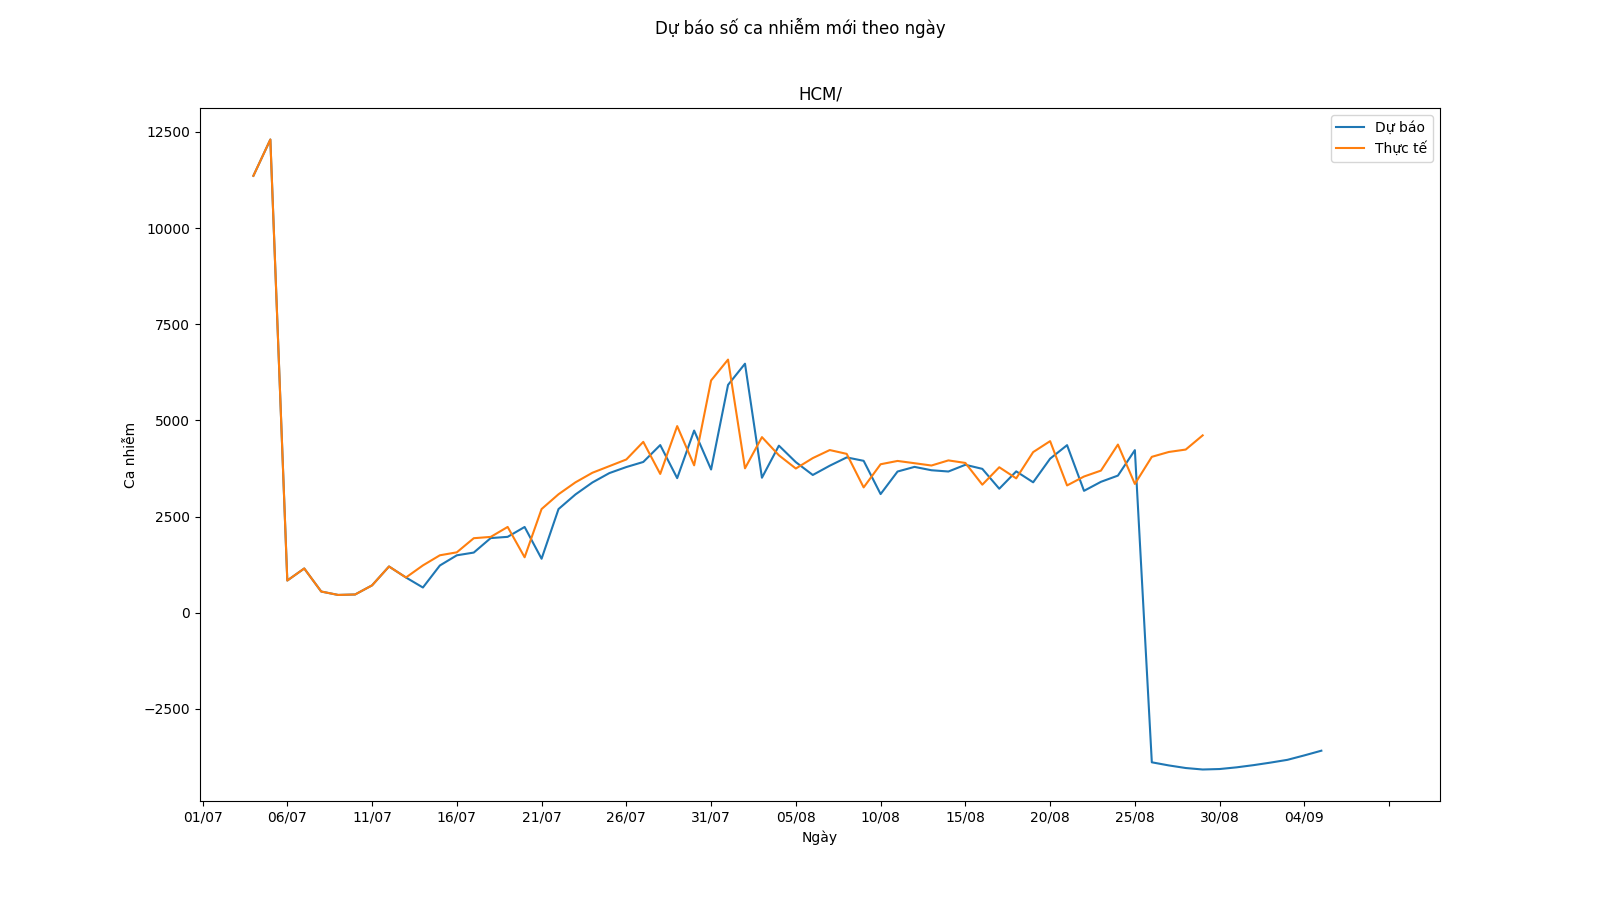 Dự báo số ca nhiễm mới theo ngày
HCM/
Dự báo
Thực tế
12500
10000
7500
5000
2500
0
−2500
Ca nhiễm
01/07 06/07 11/07 16/07 21/07 26/07 31/07 05/08 10/08 15/08 20/08 25/08 30/08 04/09
Ngày